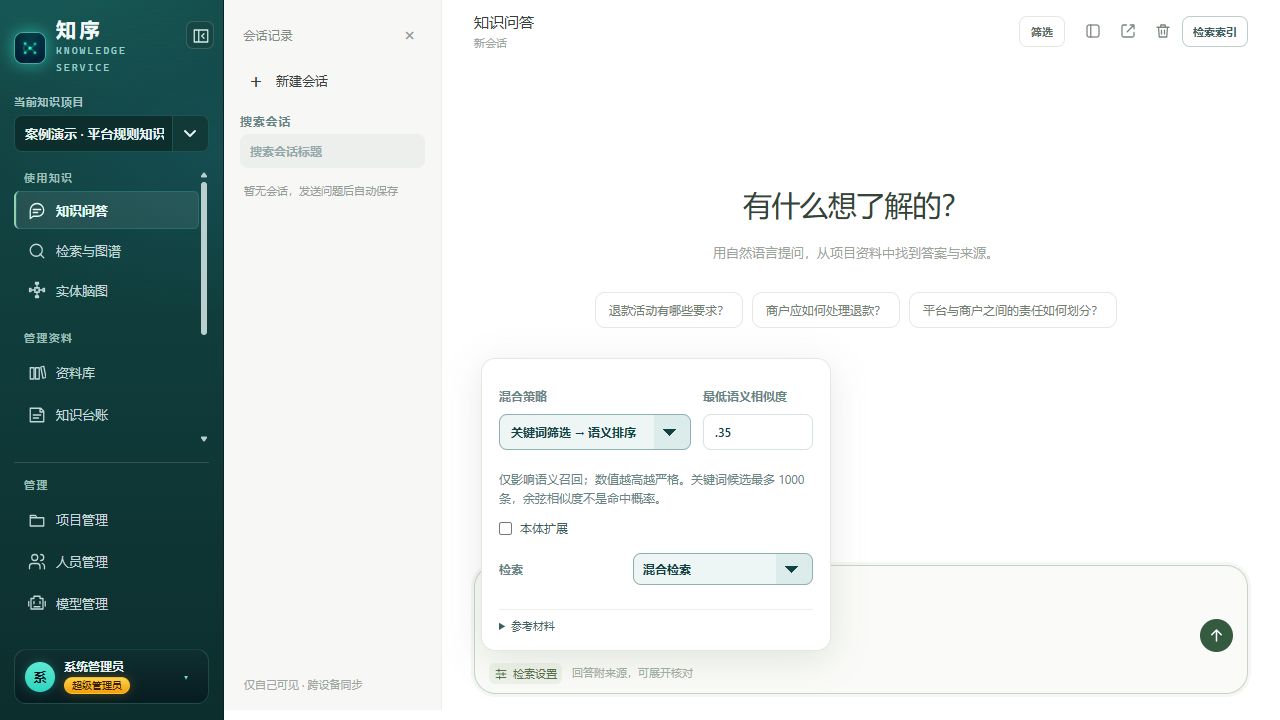 知序
KNOWLEDGE
SERVICE
当前知识项目
案例演示 · 平台规则知识
使用知识
知识问答
检索与图谱
实体脑图
管理资料
资料库
知识台账
管理
项目管理
人员管理
模型管理
系
系统管理员
超级管理员
会话记录
新建会话
搜索会话
搜索会话标题
暂无会话，发送问题后自动保存
仅自己可见 · 跨设备同步
知识问答
新会话
筛选
检索索引
有什么想了解的？
用自然语言提问，从项目资料中找到答案与来源。
退款活动有哪些要求？
商户应如何处理退款？
平台与商户之间的责任如何划分？
混合策略
最低语义相似度
关键词筛选 → 语义排序
.35
仅影响语义召回；数值越高越严格。关键词候选最多 1000
条，余弦相似度不是命中概率。
本体扩展
检索
混合检索
参考材料
检索设置
回答附来源，可展开核对